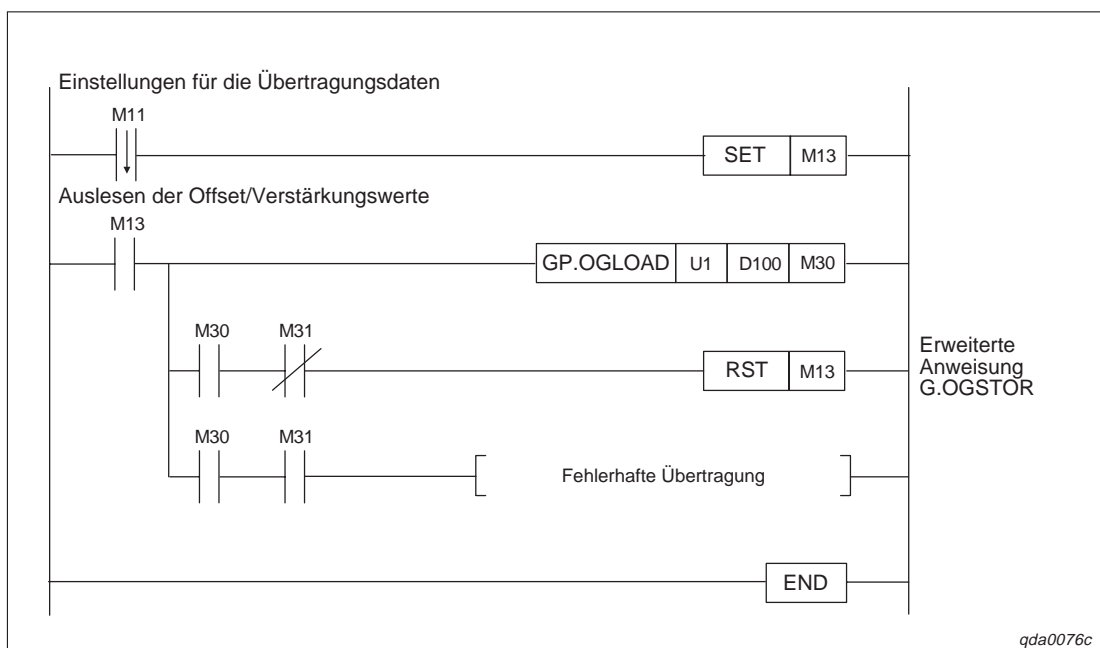 Einstellungen für die Übertragungsdaten
M11
SET M13
Auslesen der Offset/Verstärkungswerte
M13
GP.OGLOAD U1 D100 M30
M30 M31
RST M13
Erweiterte
Anweisung
G.OGSTOR
M30 M31
Fehlerhafte Übertragung
END
qda0076c